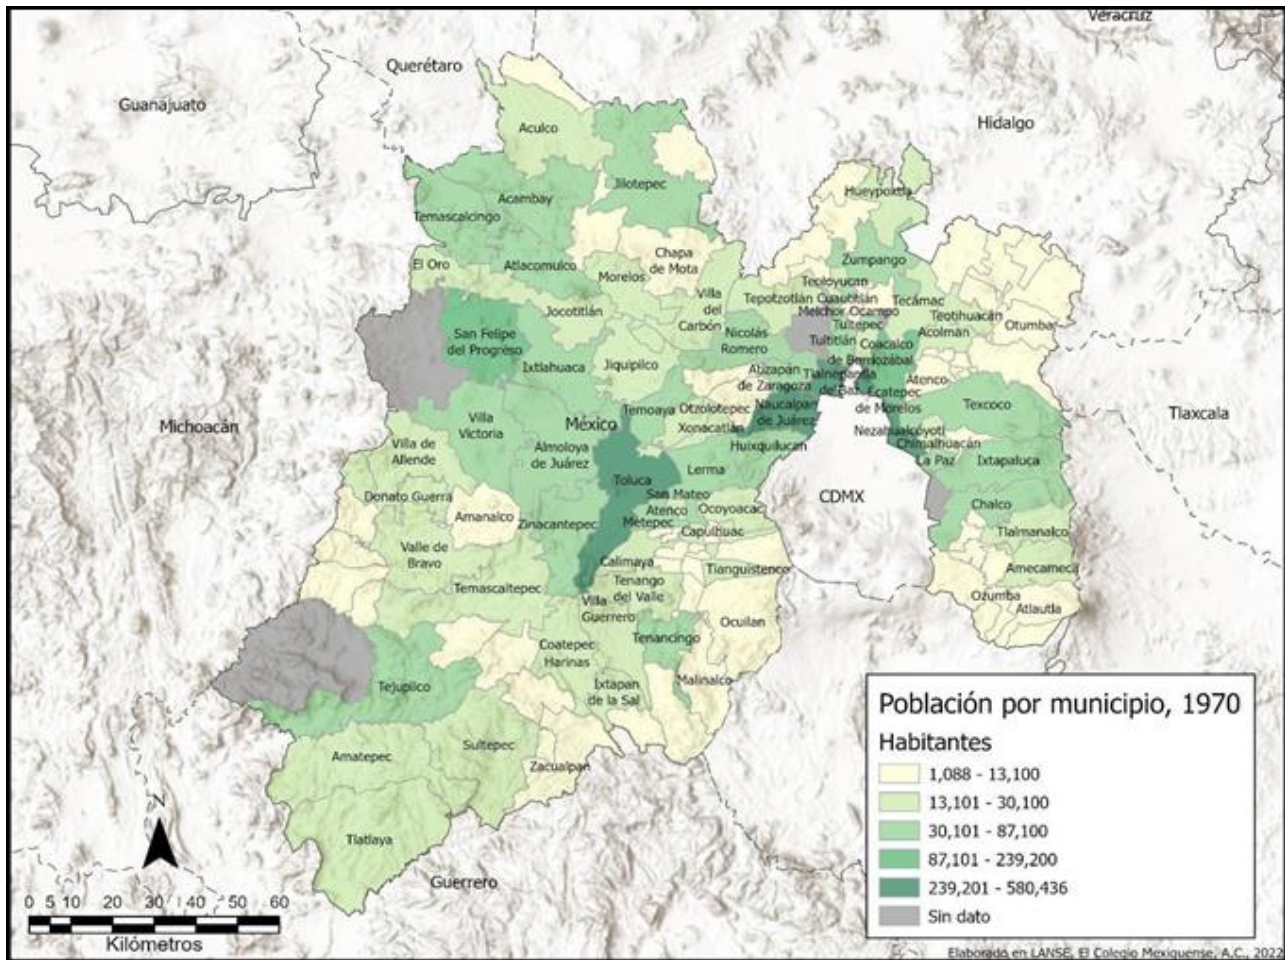 Veracruz
Querétaro
Guanajuato
Hidalgo
Aculco
Jilotepec
Hueypoxtla
Acambay
Temascalcingo
Chapa
de Mota
Zumpango
El Oro
Atlacomulco
Morelos
Teoloyucan
Villa
del
Carbón
Tepotzotlán Cuautitlán
Tecámac
Jocotitlán
Melchor Ocampo
Teotihuacán
Tultepec
Otumba
San Felipe
del Progreso
Nicolás
Romero
Tultitlán
Coacalco
de Berriozábal
Acolman
Ixtlahuaca
Jiquipilco
Atizapán
de Zaragoza
Tlalnepantla
de Baz
Atenco
Ecatepec
de Morelos
Texcoco
Tlaxcala
Michoacán
Villa
Victoria
México
Temoaya
Otzolotepec
Naucalpan
de Juárez
Xonacatlán
Nezahualcóyotl
Chimalhuacán
Villa de
Allende
Almoloya
de Juárez
Huixquilucan
La Paz
Ixtapaluca
Lerma
Toluca
CDMX
Donato Guerra
San Mateo
Atenco
Ocoyoacac
Chalco
Amanalco
Zinacantepec
Metepec
Capulhuac
Tlalmanalco
Valle de
Bravo
Calimaya
Tianguistenco
Amecameca
Temascaltepec
Tenango
del Valle
Ozumba
Villa
Guerrero
Atlautla
Ocuilan
Tenancingo
Coatepec
Harinas
Tejupilco
Ixtapan
de la Sal
Malinalco
Amatepec
Sultepec
Zacualpan
Tlatlaya
Guerrero
N
0 5 10 20 30 40 50 60
Kilómetros
Población por municipio, 1970
Habitantes
1,088 - 13,100
13,101 - 30,100
30,101 - 87,100
87,101 - 239,200
239,201 - 580,436
Sin dato
Elaborado en LANSE, El Colegio Mexiquense, A.C., 2022